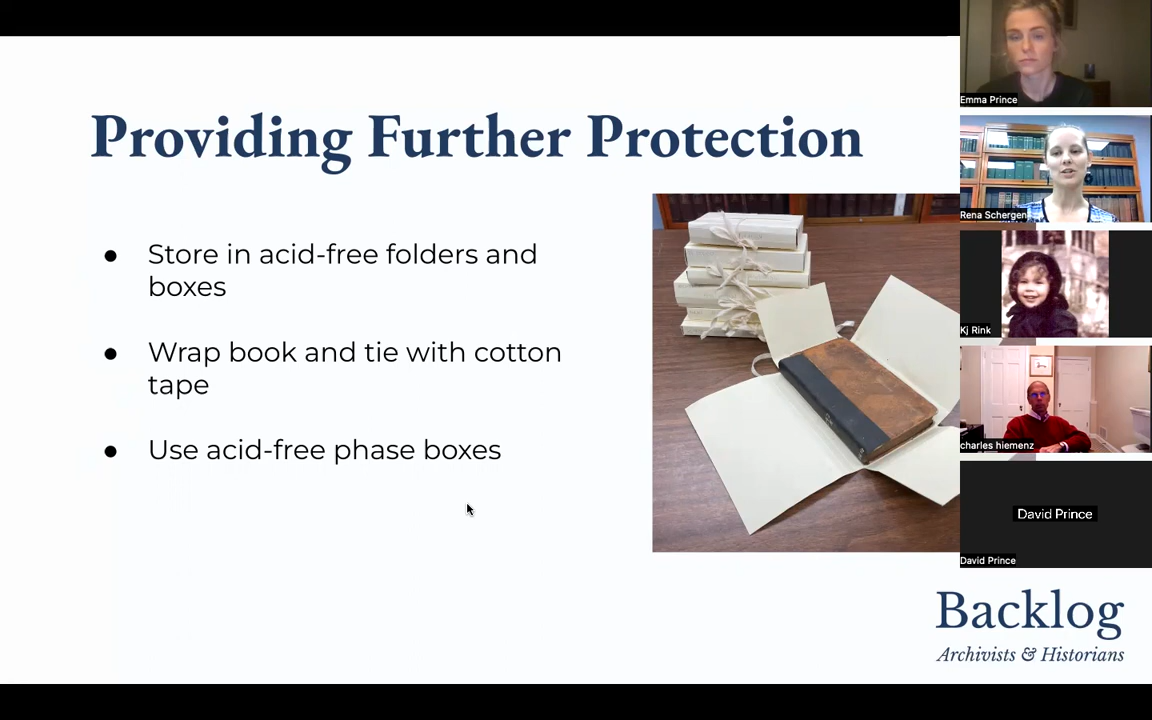 Providing Further Protection
● Store in acid-free folders and
boxes
● Wrap book and tie with cotton
tape
● Use acid-free phase boxes
Backlog
Archivists & Historians
Emma Prince
Rena Schergen
Kj Rink
charles hiemenz
David Prince
David Prince